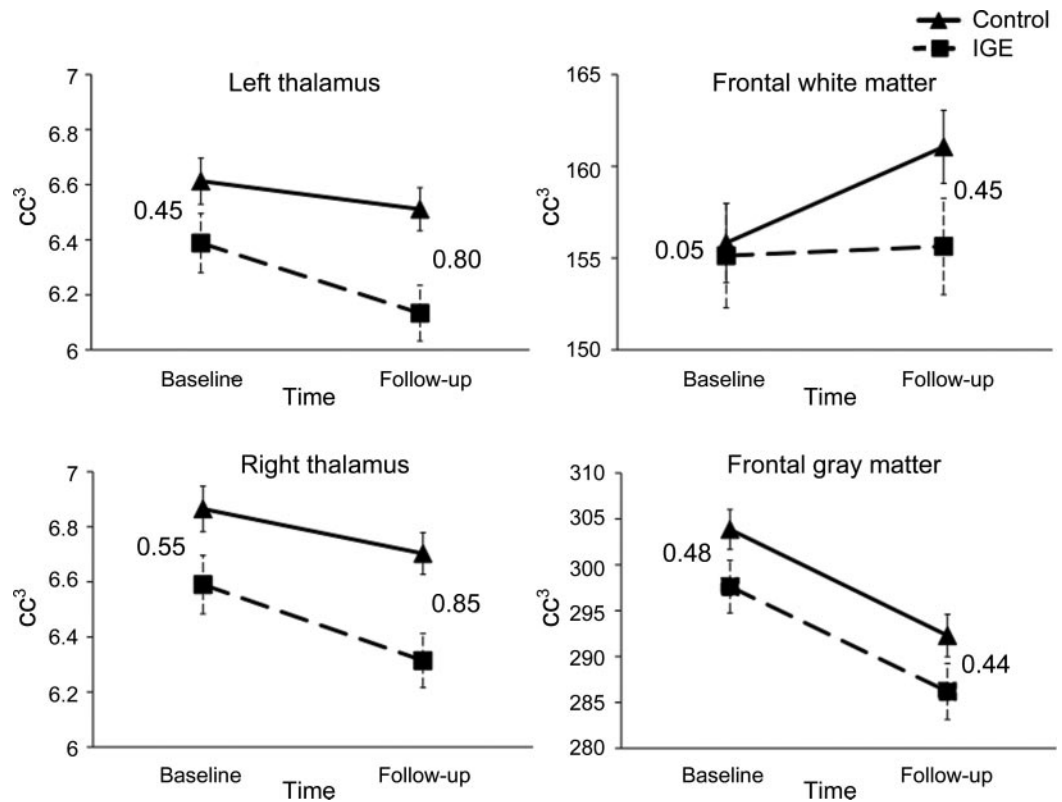 Control
IGE
Left thalamus
7
6.8
6.6
6.4
6.2
6
cc³
0.45
0.80
Baseline
Follow-up
Time
Frontal white matter
165
160
155
150
cc³
0.05
0.45
Baseline
Follow-up
Time
Right thalamus
7
6.8
6.6
6.4
6.2
6
cc³
0.55
0.85
Baseline
Follow-up
Time
Frontal gray matter
310
305
300
295
290
285
280
cc³
0.48
0.44
Baseline
Follow-up
Time